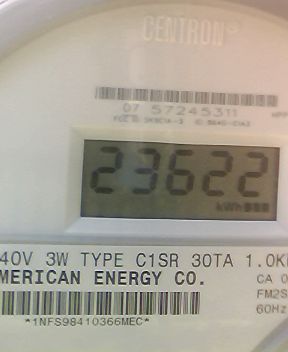 CENTRON®
07 57245311
23622
kWh
40V 3W TYPE C1SR 30TA 1.0K
MERICAN ENERGY CO.
CA 0
FM2S
60Hz
*1NFS98410366MEC*